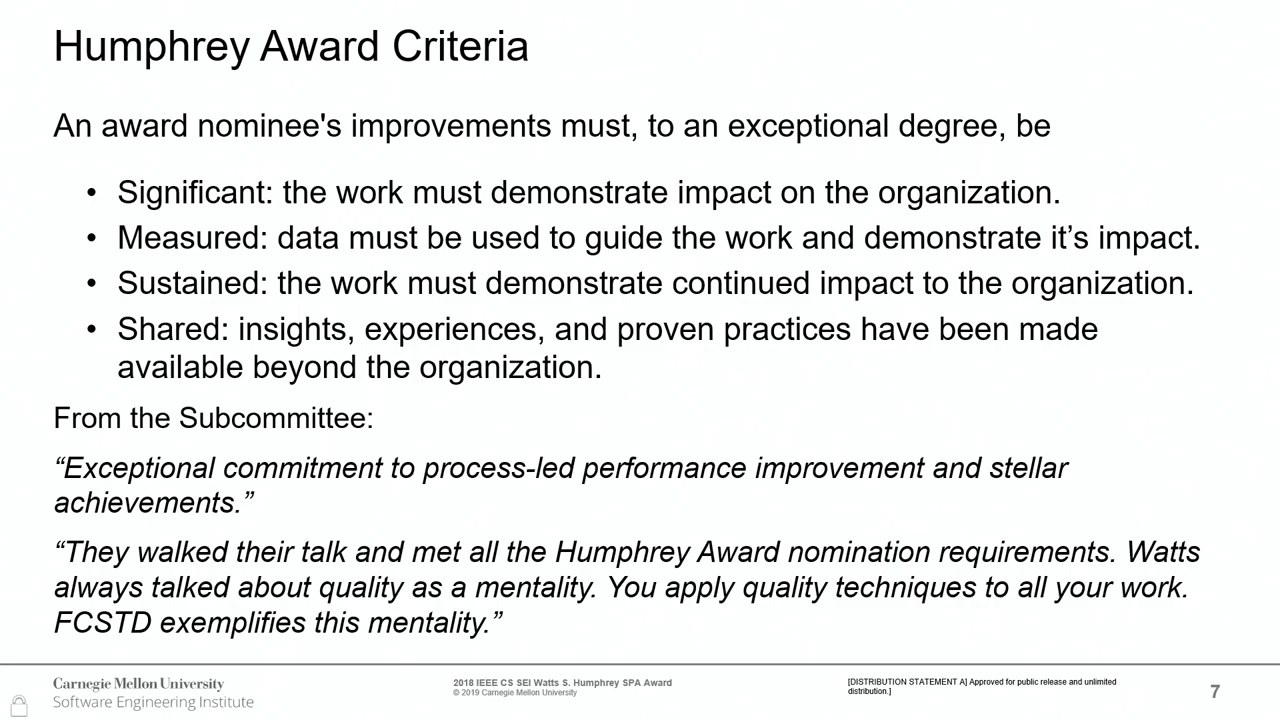 Humphrey Award Criteria
An award nominee's improvements must, to an exceptional degree, be
• Significant: the work must demonstrate impact on the organization.
• Measured: data must be used to guide the work and demonstrate it’s impact.
• Sustained: the work must demonstrate continued impact to the organization.
• Shared: insights, experiences, and proven practices have been made
available beyond the organization.
From the Subcommittee:
“Exceptional commitment to process-led performance improvement and stellar
achievements.”
“They walked their talk and met all the Humphrey Award nomination requirements. Watts
always talked about quality as a mentality. You apply quality techniques to all your work.
FCSTD exemplifies this mentality.”
Carnegie Mellon University
Software Engineering Institute
2018 IEEE CS SEI Watts S. Humphrey SPA Award
© 2019 Carnegie Mellon University
[DISTRIBUTION STATEMENT A] Approved for public release and unlimited
distribution.]
7